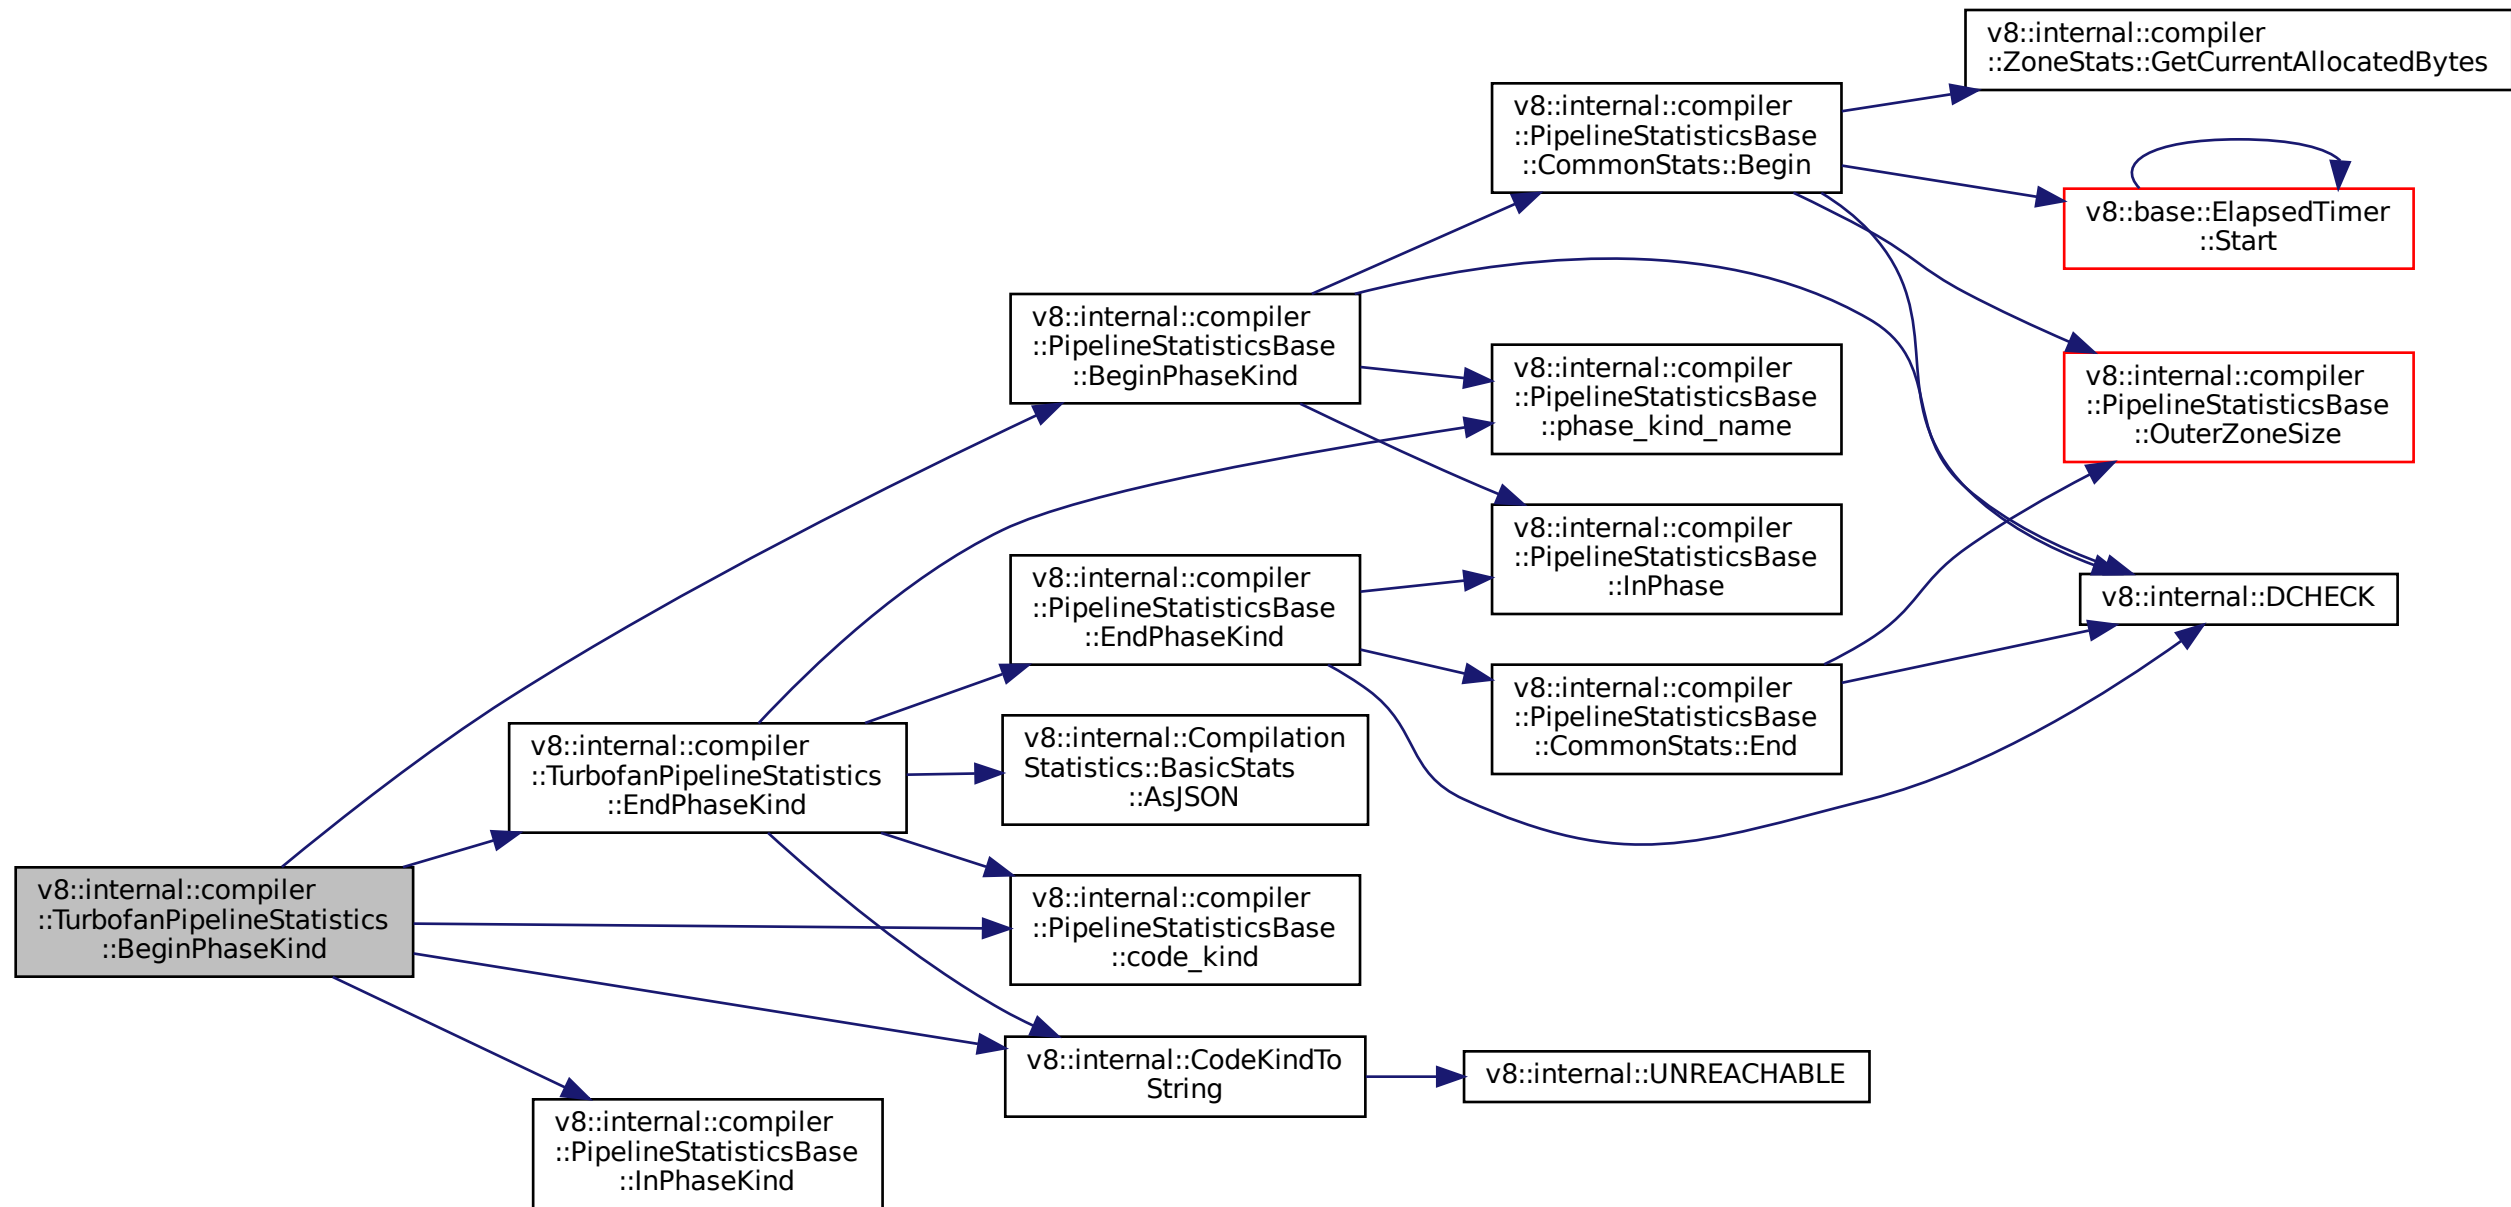 v8::internal::compiler
::ZoneStats::GetCurrentAllocatedBytes
v8::internal::compiler
::PipelineStatisticsBase
::CommonStats::Begin
v8::base::ElapsedTimer
::Start
v8::internal::compiler
::PipelineStatisticsBase
::BeginPhaseKind
v8::internal::compiler
::PipelineStatisticsBase
::phase_kind_name
v8::internal::compiler
::PipelineStatisticsBase
::OuterZoneSize
v8::internal::compiler
::PipelineStatisticsBase
::InPhase
v8::internal::compiler
::PipelineStatisticsBase
::EndPhaseKind
v8::internal::DCHECK
v8::internal::compiler
::PipelineStatisticsBase
::CommonStats::End
v8::internal::compiler
::TurbofanPipelineStatistics
::EndPhaseKind
v8::internal::Compilation
Statistics::BasicStats
::AsJSON
v8::internal::compiler
::TurbofanPipelineStatistics
::BeginPhaseKind
v8::internal::compiler
::PipelineStatisticsBase
::code_kind
v8::internal::CodeKindTo
String
v8::internal::UNREACHABLE
v8::internal::compiler
::PipelineStatisticsBase
::InPhaseKind